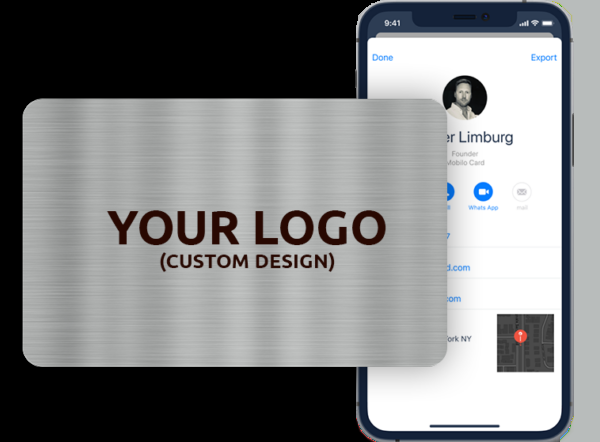 YOUR LOGO
(CUSTOM DESIGN)
9:41
Done
Export
er Limburg
Founder
Mobilo Card
Whats App
mail
d.com
com
ork NY